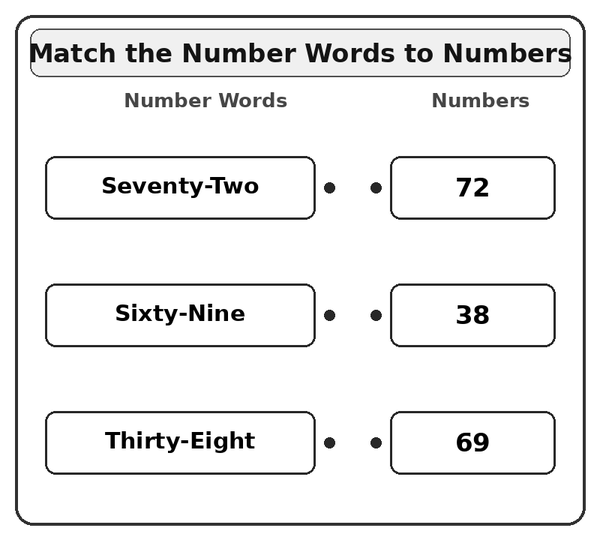 Match the Number Words to Numbers
Number Words Numbers
Seventy-Two 72
Sixty-Nine 38
Thirty-Eight 69